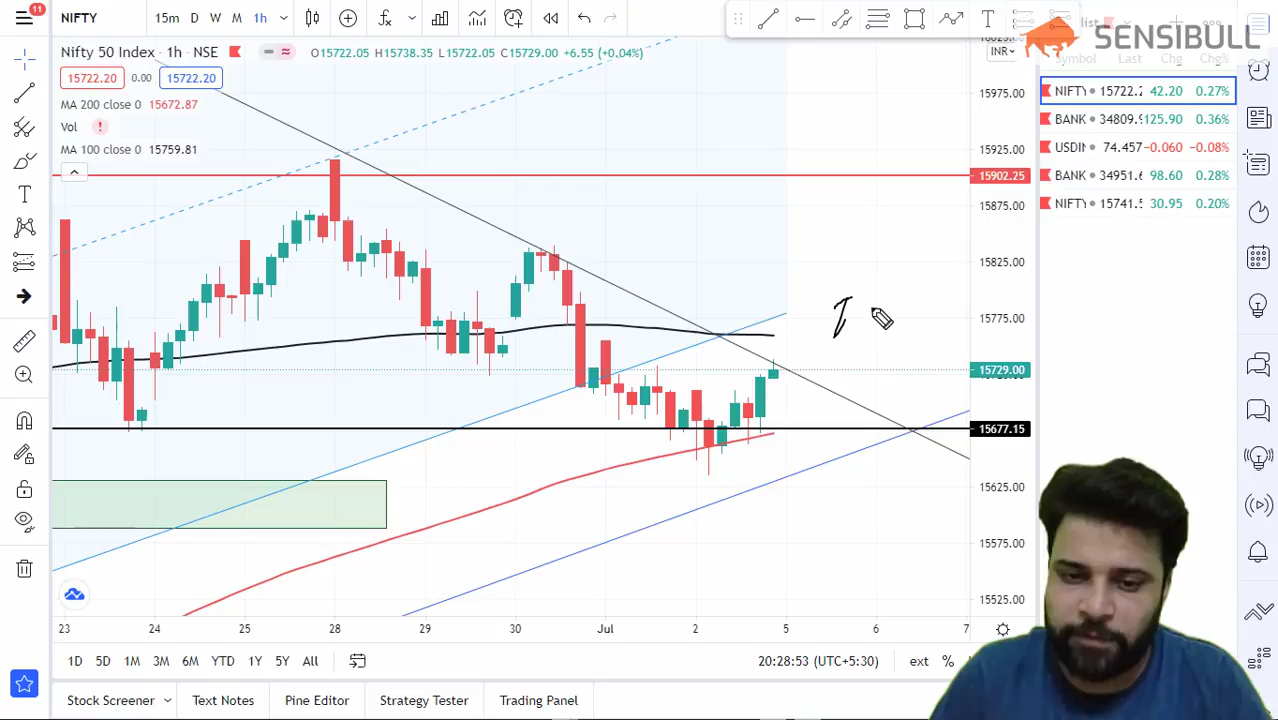 11
NIFTY
15m D W M 1h
SENSIBULL
Nifty 50 Index • 1h • NSE
O15722.05 H15738.35 L15722.05 C15729.00 +6.55 (+0.04%)
15722.20 0.00 15722.20
MA 200 close 0 15672.87
Vol
MA 100 close 0 15759.81
INR
Symbol Last Chg Chg%
NIFTY 15722.2 42.20 0.27%
BANK 34809.9 125.90 0.36%
USDIN 74.457 -0.060 -0.08%
BANK 34951.6 98.60 0.28%
NIFTY 15741.5 30.95 0.20%
15975.00
15925.00
15902.25
15875.00
15825.00
15775.00
15729.00
15677.15
15625.00
15575.00
15525.00
I
23 24 25 28 29 30 Jul 2 5 6 7
1D 5D 1M 3M 6M YTD 1Y 5Y All
20:28:53 (UTC+5:30) ext %
Stock Screener Text Notes Pine Editor Strategy Tester Trading Panel